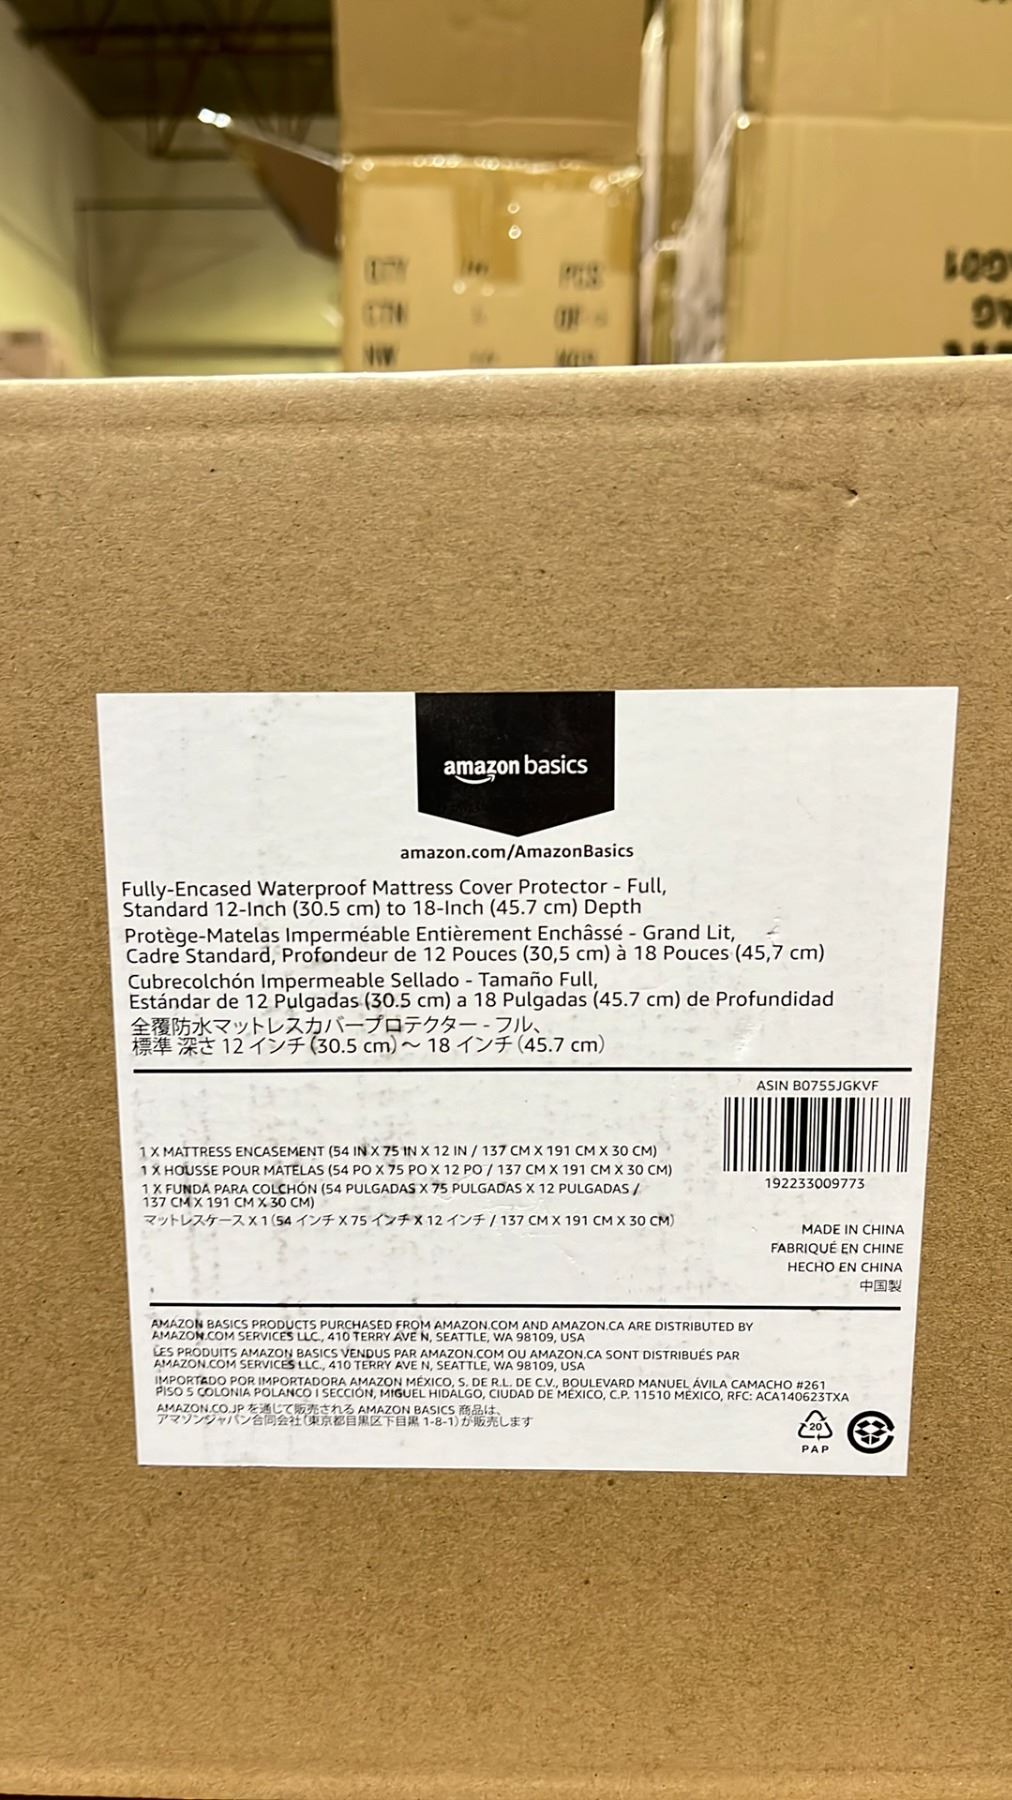 QTY PCS
CTN OF
NW
amazon basics
amazon.com/AmazonBasics
Fully-Encased Waterproof Mattress Cover Protector - Full,
Standard 12-Inch (30.5 cm) to 18-Inch (45.7 cm) Depth
Protège-Matelas Imperméable Entièrement Enchâssé - Grand Lit,
Cadre Standard, Profondeur de 12 Pouces (30,5 cm) à 18 Pouces (45,7 cm)
Cubrecolchón Impermeable Sellado - Tamaño Full,
Estándar de 12 Pulgadas (30.5 cm) a 18 Pulgadas (45.7 cm) de Profundidad
全覆防水マットレスカバープロテクター - フル、
標準 深さ 12 インチ (30.5 cm) ～ 18 インチ (45.7 cm)
ASIN B0755JGKVF
192233009773
1 X MATTRESS ENCASEMENT (54 IN X 75 IN X 12 IN / 137 CM X 191 CM X 30 CM)
1 X HOUSSE POUR MATELAS (54 PO X 75 PO X 12 PO / 137 CM X 191 CM X 30 CM)
1 X FUNDA PARA COLCHÓN (54 PULGADAS X 75 PULGADAS X 12 PULGADAS /
137 CM X 191 CM X 30 CM)
マットレスケース X 1 (54 インチ X 75 インチ X 12 インチ / 137 CM X 191 CM X 30 CM)
MADE IN CHINA
FABRIQUÉ EN CHINE
HECHO EN CHINA
中国製
AMAZON BASICS PRODUCTS PURCHASED FROM AMAZON.COM AND AMAZON.CA ARE DISTRIBUTED BY
AMAZON.COM SERVICES LLC., 410 TERRY AVE N, SEATTLE, WA 98109, USA
LES PRODUITS AMAZON BASICS VENDUS PAR AMAZON.COM OU AMAZON.CA SONT DISTRIBUÉS PAR
AMAZON.COM SERVICES LLC., 410 TERRY AVE N, SEATTLE, WA 98109, USA
IMPORTADO POR IMPORTADORA AMAZON MÉXICO, S. DE R.L. DE C.V., BOULEVARD MANUEL ÁVILA CAMACHO #261
PISO 5 COLONIA POLANCO I SECCIÓN, MIGUEL HIDALGO, CIUDAD DE MÉXICO, C.P. 11510 MÉXICO, RFC: ACA140623TXA
AMAZON.CO.JP を通じて販売される AMAZON BASICS 商品は、
アマゾンジャパン合同会社 (東京都目黒区下目黒 1-8-1) が販売します
20
PAP